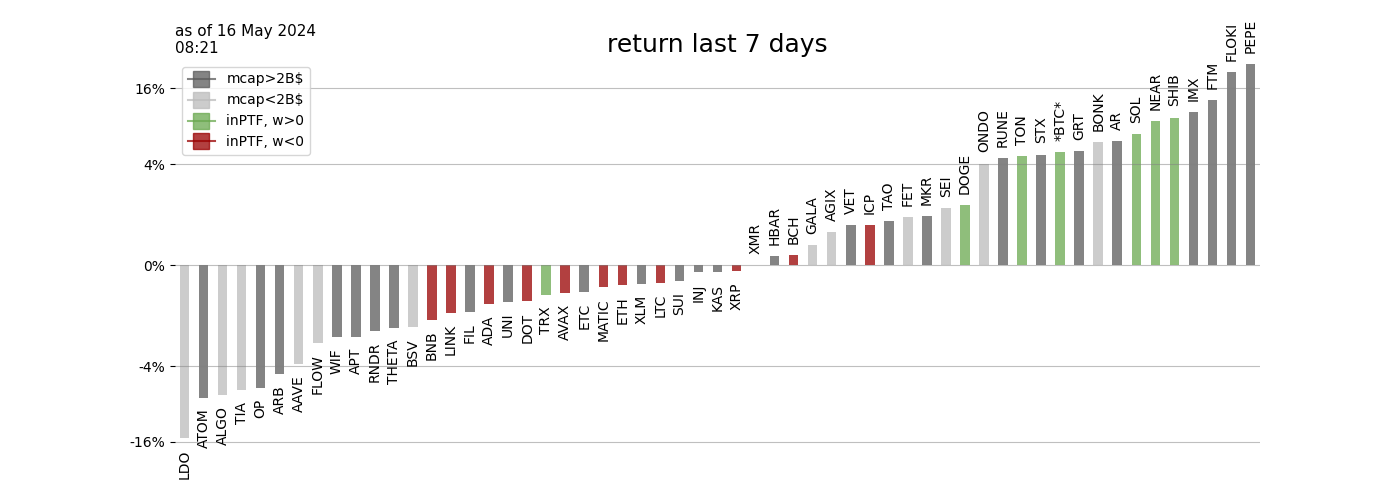 as of 16 May 2024
08:21
return last 7 days
mcap>2B$
mcap<2B$
inPTF, w>0
inPTF, w<0
16%
4%
0%
-4%
-16%
LDO
ATOM
ALGO
TIA
OP
ARB
AAVE
FLOW
WIF
APT
RNDR
THETA
BSV
BNB
LINK
FIL
ADA
UNI
DOT
TRX
AVAX
ETC
MATIC
ETH
XLM
LTC
SUI
INJ
KAS
XRP
XMR
HBAR
BCH
GALA
AGIX
VET
ICP
TAO
FET
MKR
SEI
DOGE
ONDO
RUNE
TON
STX
*BTC*
GRT
BONK
AR
SOL
NEAR
SHIB
IMX
FTM
FLOKI
PEPE